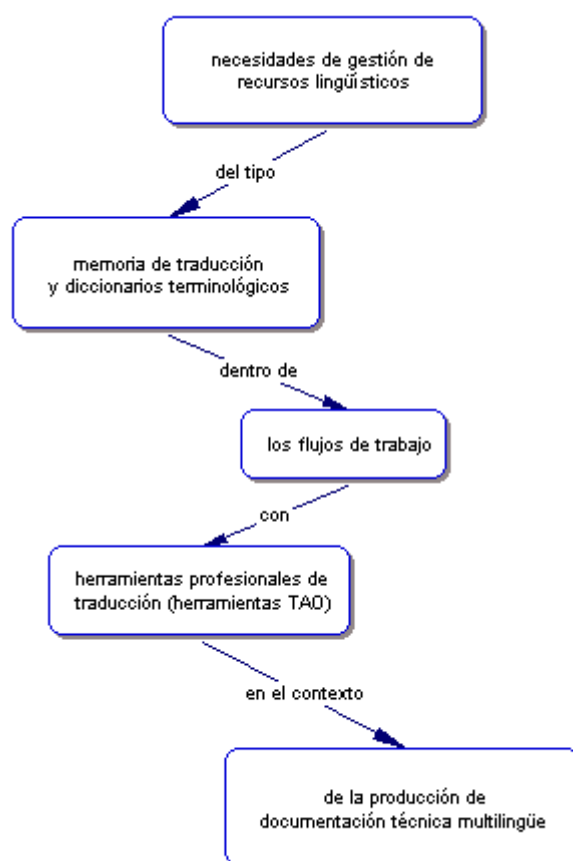 necesidades de gestión de
recursos lingüísticos
del tipo
memoria de traducción
y diccionarios terminológicos
dentro de
los flujos de trabajo
con
herramientas profesionales de
traducción (herramientas TAO)
en el contexto
de la producción de
documentación técnica multilingüe